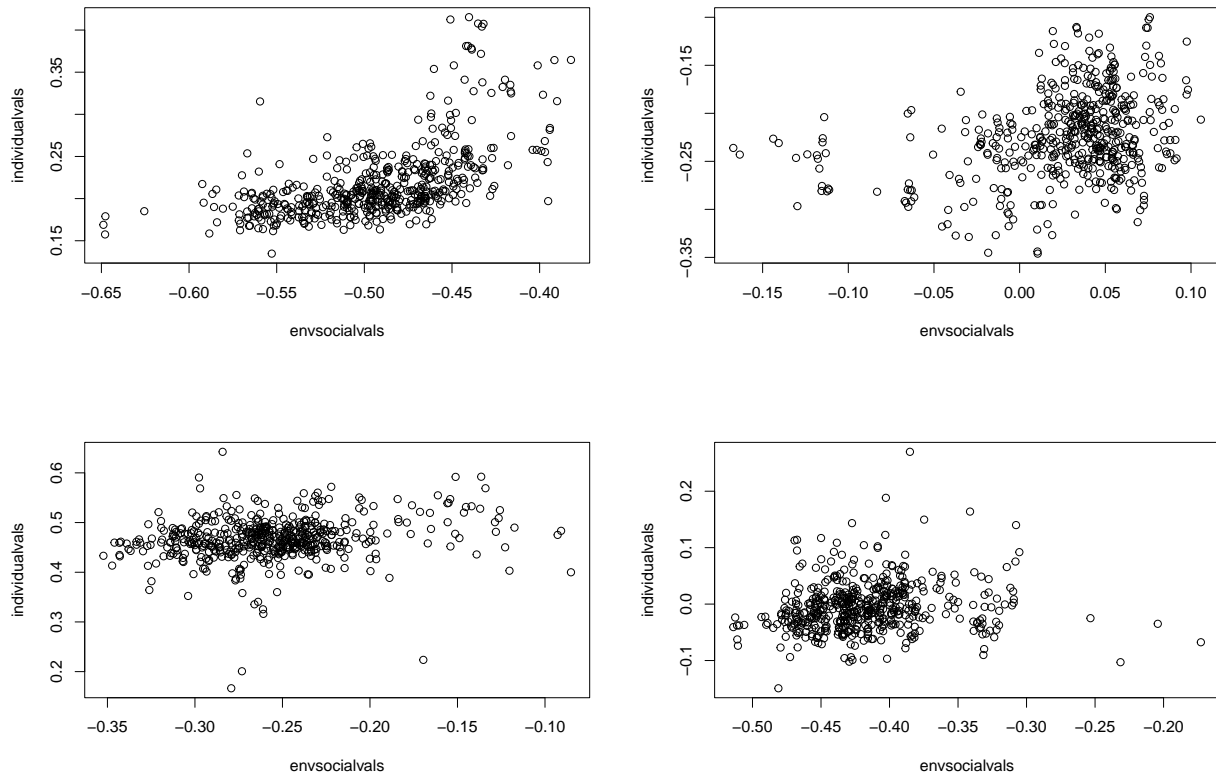 0.15 0.25 0.35
individualvals
−0.65 −0.60 −0.55 −0.50 −0.45 −0.40
envsocialvals
−0.35 −0.25 −0.15
individualvals
−0.15 −0.10 −0.05 0.00 0.05 0.10
envsocialvals
0.2 0.3 0.4 0.5 0.6
individualvals
−0.35 −0.30 −0.25 −0.20 −0.15 −0.10
envsocialvals
−0.1 0.0 0.1 0.2
individualvals
−0.50 −0.45 −0.40 −0.35 −0.30 −0.25 −0.20
envsocialvals